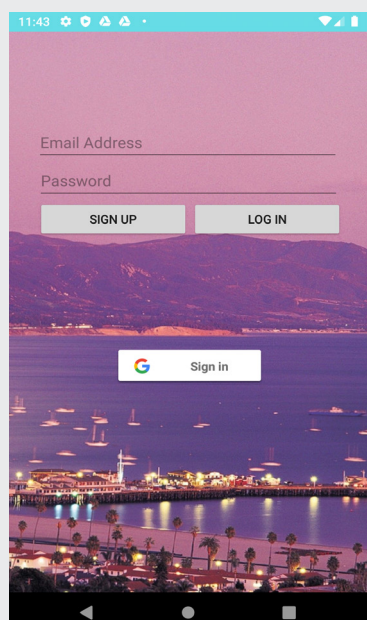 11:43
Email Address
Password
SIGN UP LOG IN
Sign in